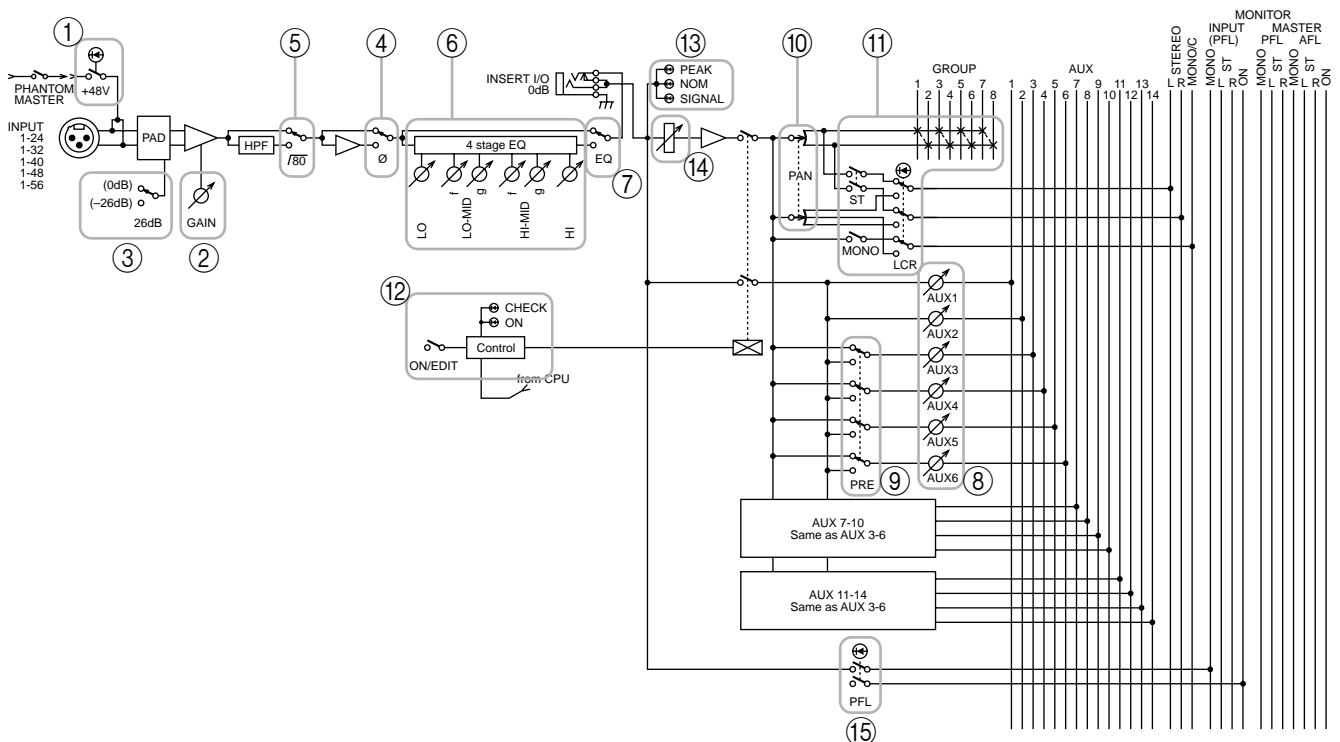 MONITOR
INPUT
(PFL)
MASTER
PFL
AFL
STEREO
L R
MONO/C
MONO
ST
L R
ON
MONO
ST
L R
MONO
ST
L R
ON
GROUP
1 3 5 7
2 4 6 8
AUX
1 2 3 4 5 6 7 8 9 10 11 12 13 14
1
PHANTOM
MASTER
+48V
5
4
6
INSERT I/O
0dB
13
PEAK
NOM
SIGNAL
10
11
INPUT
1-24
1-32
1-40
1-48
1-56
PAD
HPF
80
Ø
4 stage EQ
EQ
7
14
PAN
ST
MONO
LCR
(0dB)
(–26dB)
26dB
3
GAIN
2
LO
LO-MID
f
g
HI-MID
f
g
HI
12
CHECK
ON
ON/EDIT
Control
from CPU
AUX1
AUX2
AUX3
AUX4
AUX5
AUX6
PRE
9
8
AUX 7-10
Same as AUX 3-6
AUX 11-14
Same as AUX 3-6
PFL
15